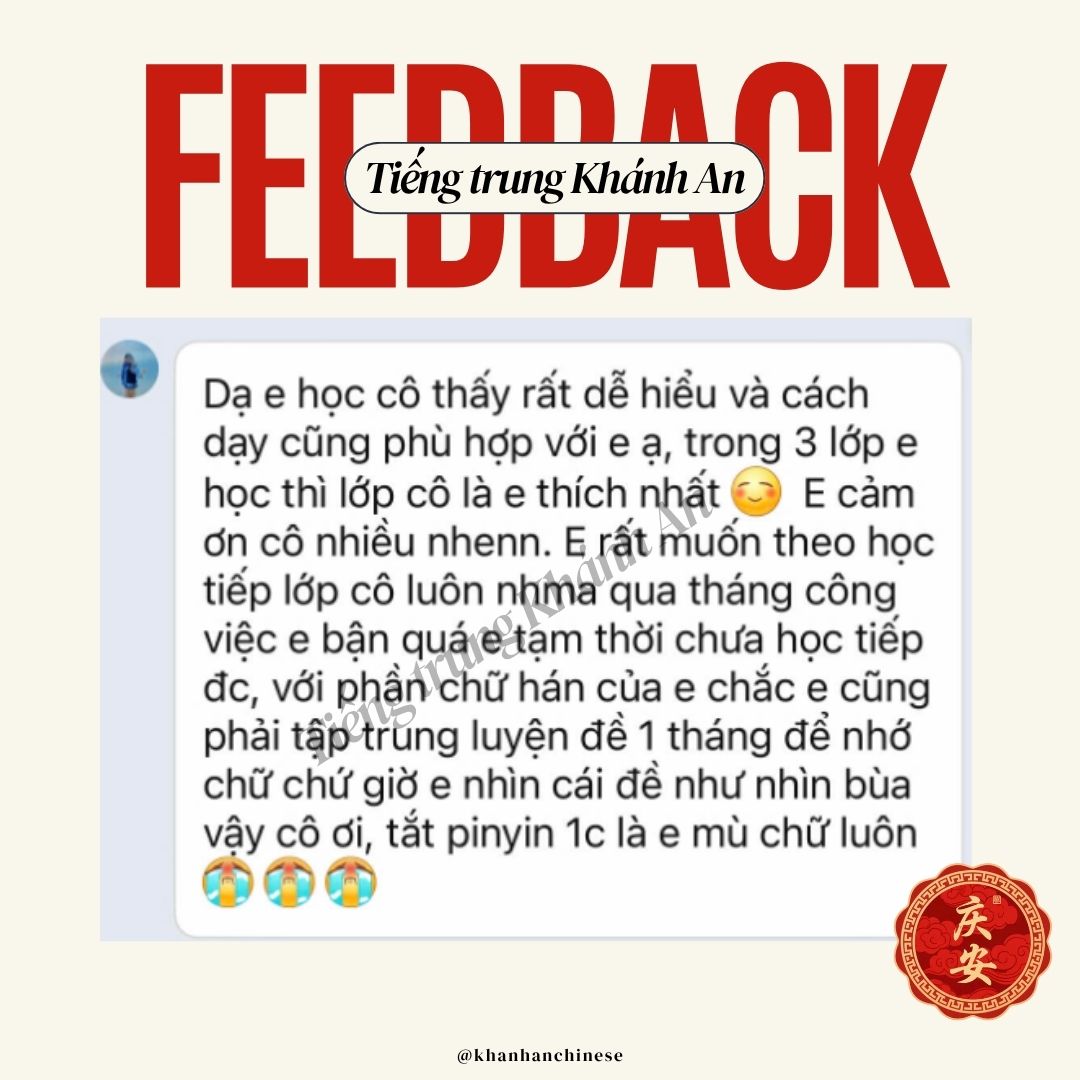 FEEDBACK
Tiếng trung Khánh An
Dạ e học cô thấy rất dễ hiểu và cách
dạy cũng phù hợp với e ạ, trong 3 lớp e
học thì lớp cô là e thích nhất 😊 E cảm
ơn cô nhiều nhenn. E rất muốn theo học
tiếp lớp cô luôn nhma qua tháng công
việc e bận quá e tạm thời chưa học tiếp
đc, với phần chữ hán của e chắc e cũng
phải tập trung luyện đề 1 tháng để nhớ
chữ chứ giờ e nhìn cái đề như nhìn bùa
vậy cô ơi, tắt pinyin 1c là e mù chữ luôn
😭😭😭
Tiếng trung Khánh An
庆安
@khanhanchinese